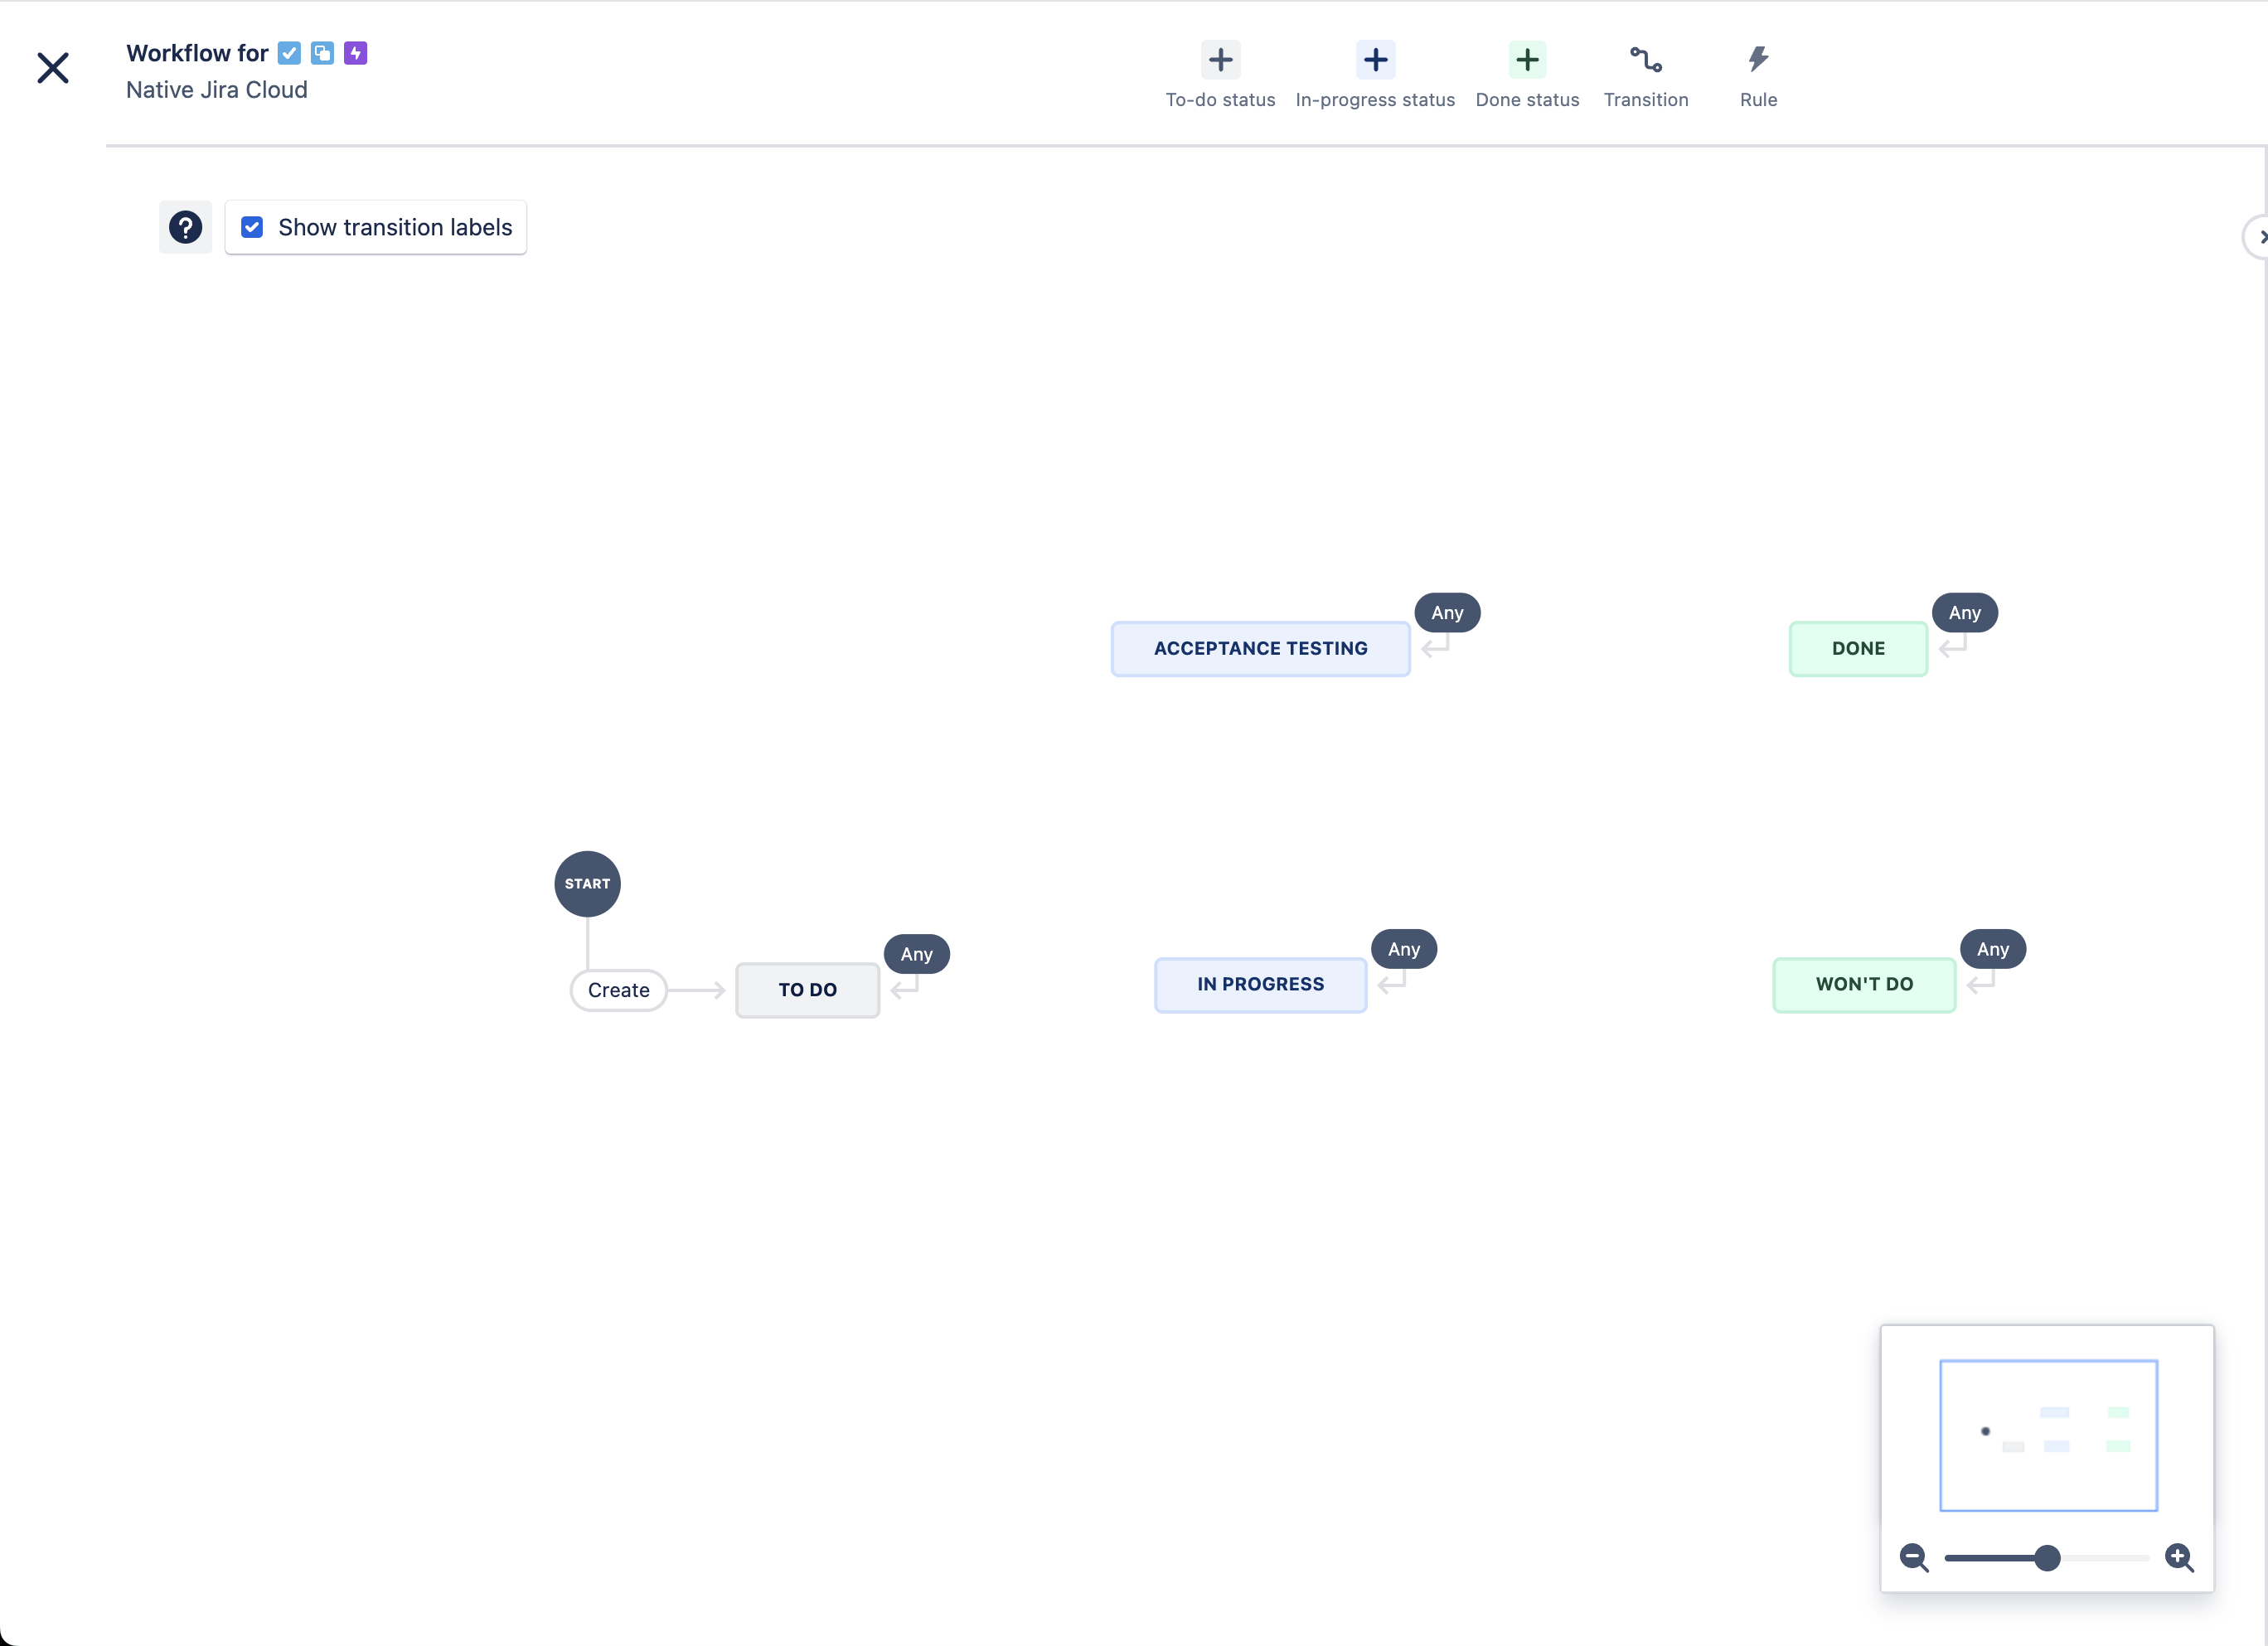 Workflow for
Native Jira Cloud
To-do status
In-progress status
Done status
Transition
Rule
Show transition labels
Any
ACCEPTANCE TESTING
Any
DONE
START
Create
TO DO
Any
IN PROGRESS
Any
WON'T DO
Any